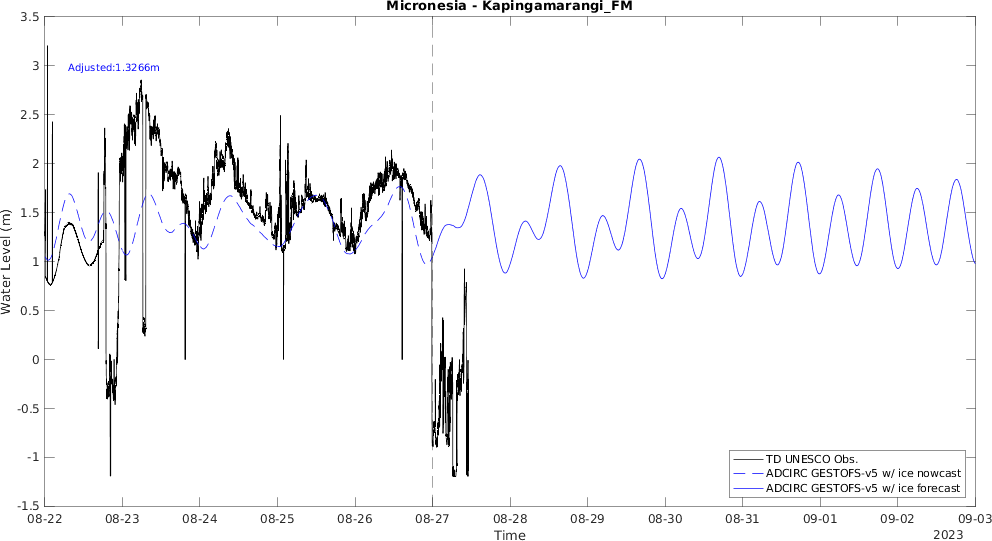 Micronesia - Kapingamarangi_FM
Adjusted:1.3266m
Water Level (m)
3.5
3
2.5
2
1.5
1
0.5
0
-0.5
-1
-1.5
TD UNESCO Obs.
ADCIRC GESTOFS-v5 w/ ice nowcast
ADCIRC GESTOFS-v5 w/ ice forecast
08-22 08-23 08-24 08-25 08-26 08-27 08-28 08-29 08-30 08-31 09-01 09-02 09-03
Time
2023